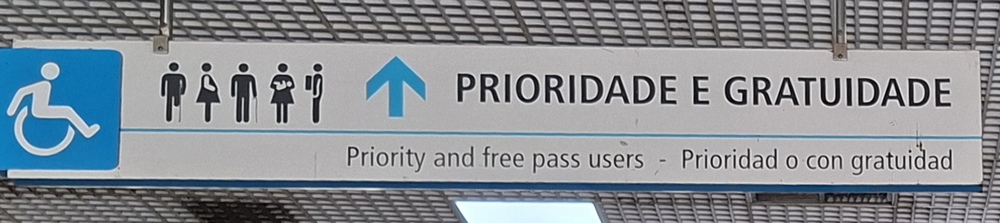 PRIORIDADE E GRATUIDADE
Priority and free pass users - Prioridad o con gratuidad